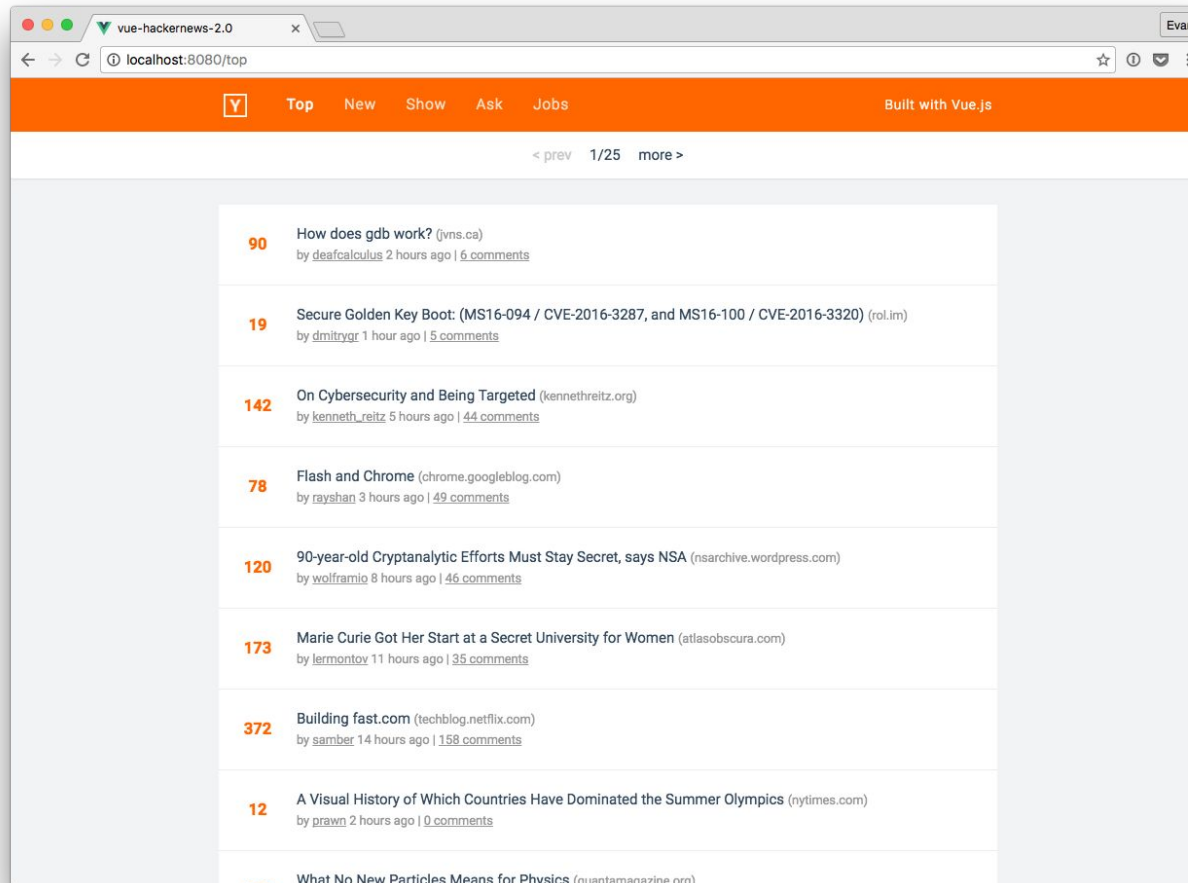 vue-hackernews-2.0
localhost:8080/top
Y Top New Show Ask Jobs Built with Vue.js
< prev 1/25 more >
How does gdb work? (jvns.ca)
90
by deafcalculus 2 hours ago | 6 comments
Secure Golden Key Boot: (MS16-094 / CVE-2016-3287, and MS16-100 / CVE-2016-3320) (rol.im)
19
by dmitrygr 1 hour ago | 5 comments
On Cybersecurity and Being Targeted (kennethreitz.org)
142
by kenneth_reitz 5 hours ago | 44 comments
Flash and Chrome (chrome.googleblog.com)
78
by rayshan 3 hours ago | 49 comments
90-year-old Cryptanalytic Efforts Must Stay Secret, says NSA (nsarchive.wordpress.com)
120
by wolframio 8 hours ago | 46 comments
Marie Curie Got Her Start at a Secret University for Women (atlasobscura.com)
173
by lermontov 11 hours ago | 35 comments
Building fast.com (techblog.netflix.com)
372
by samber 14 hours ago | 158 comments
A Visual History of Which Countries Have Dominated the Summer Olympics (nytimes.com)
12
by prawn 2 hours ago | 0 comments
What No New Particles Means for Physics (quantamagazine.org)